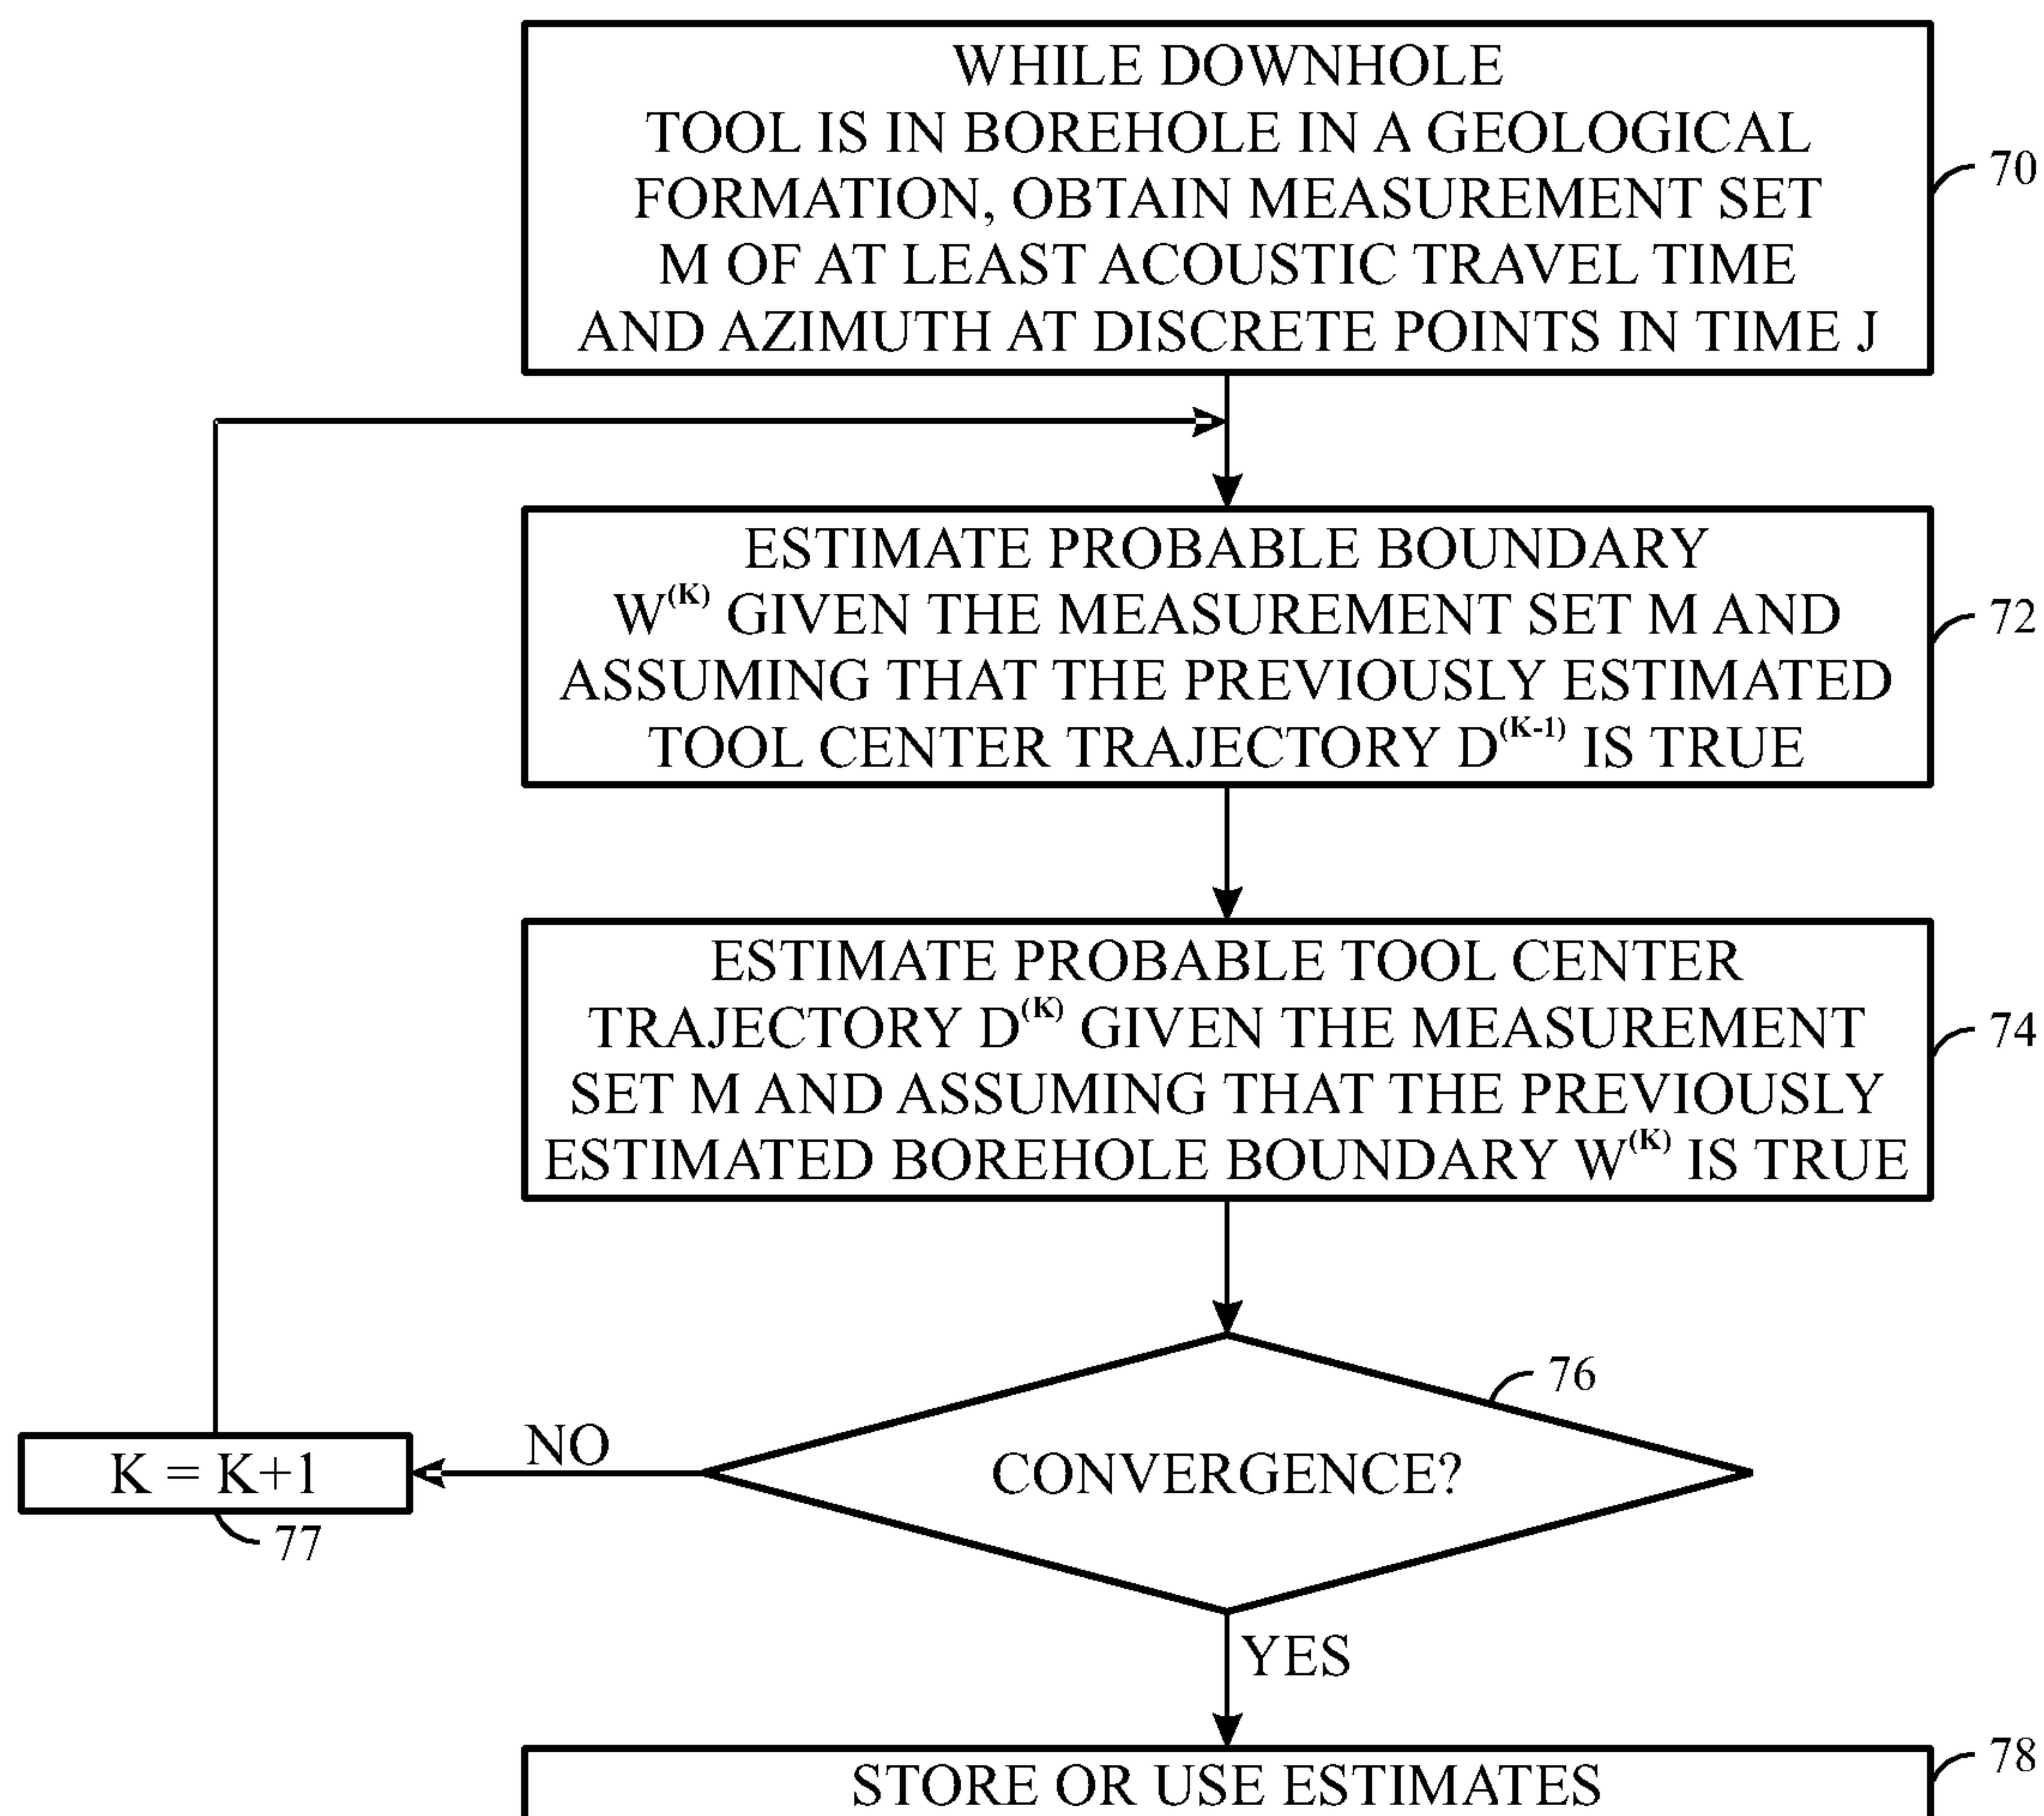 WHILE DOWNHOLE
TOOL IS IN BOREHOLE IN A GEOLOGICAL
FORMATION, OBTAIN MEASUREMENT SET
M OF AT LEAST ACOUSTIC TRAVEL TIME
AND AZIMUTH AT DISCRETE POINTS IN TIME J
70
ESTIMATE PROBABLE BOUNDARY
W^(K) GIVEN THE MEASUREMENT SET M AND
ASSUMING THAT THE PREVIOUSLY ESTIMATED
TOOL CENTER TRAJECTORY D^(K-1) IS TRUE
72
ESTIMATE PROBABLE TOOL CENTER
TRAJECTORY D^(K) GIVEN THE MEASUREMENT
SET M AND ASSUMING THAT THE PREVIOUSLY
ESTIMATED BOREHOLE BOUNDARY W^(K) IS TRUE
74
CONVERGENCE?
76
NO
K = K+1
77
YES
STORE OR USE ESTIMATES
78